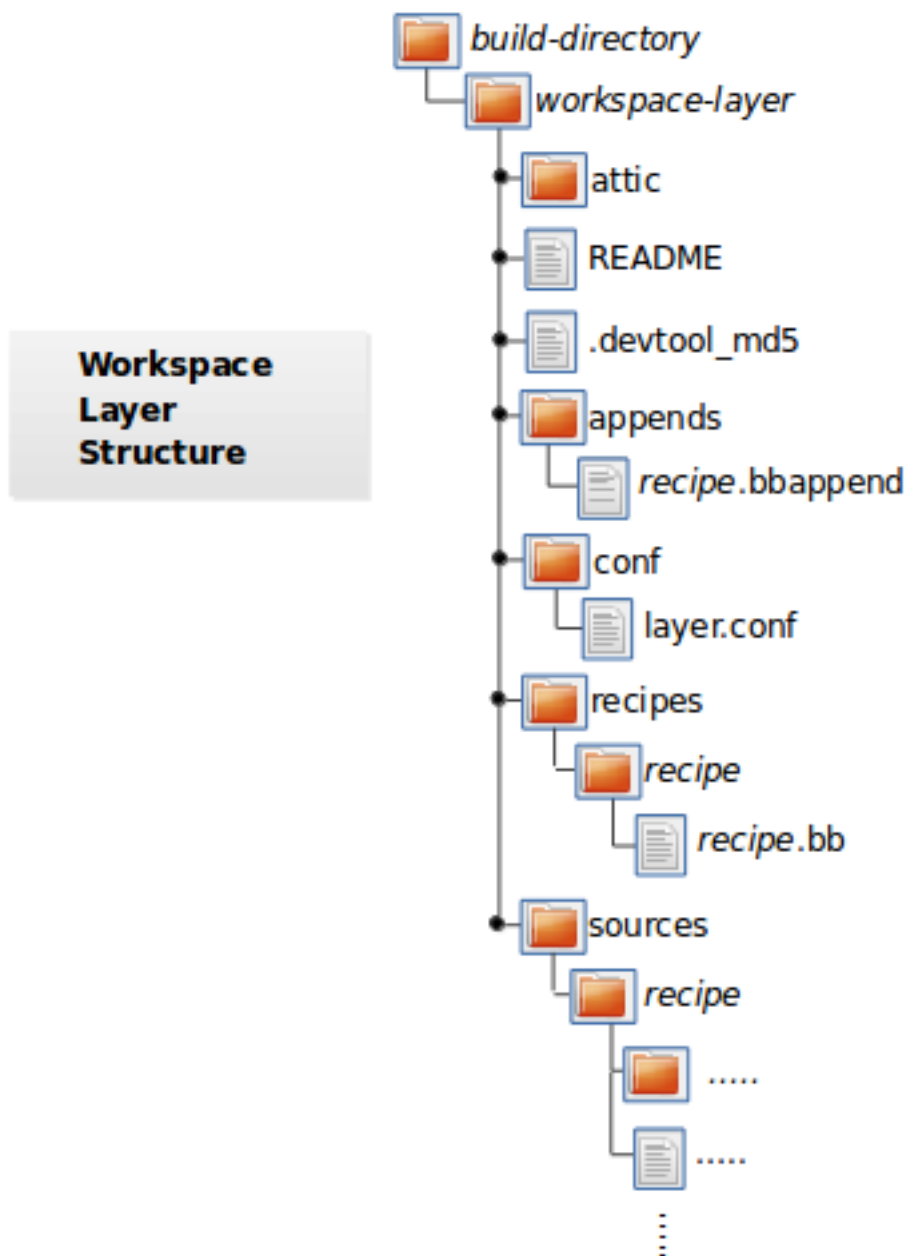 build-directory
workspace-layer
attic
README
.devtool_md5
Workspace
Layer
Structure
appends
recipe.bbappend
conf
layer.conf
recipes
recipe
recipe.bb
sources
recipe
.....
.....